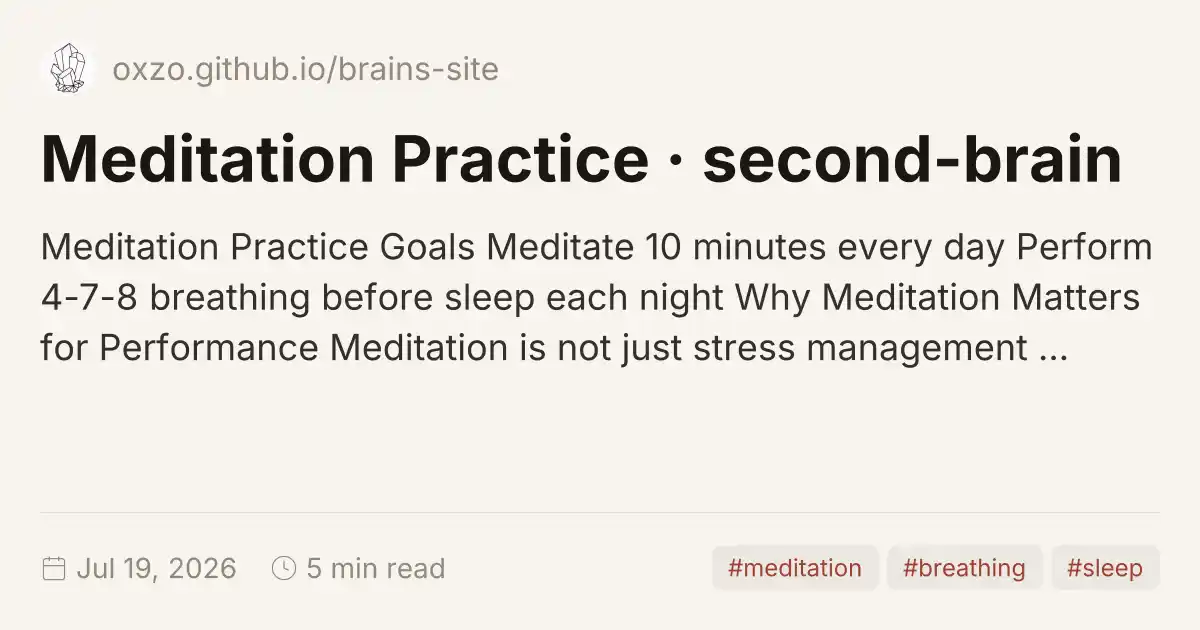 oxzo.github.io/brains-site
Meditation Practice · second-brain
Meditation Practice Goals Meditate 10 minutes every day Perform
4-7-8 breathing before sleep each night Why Meditation Matters
for Performance Meditation is not just stress management ...
Jul 19, 2026 5 min read #meditation #breathing #sleep